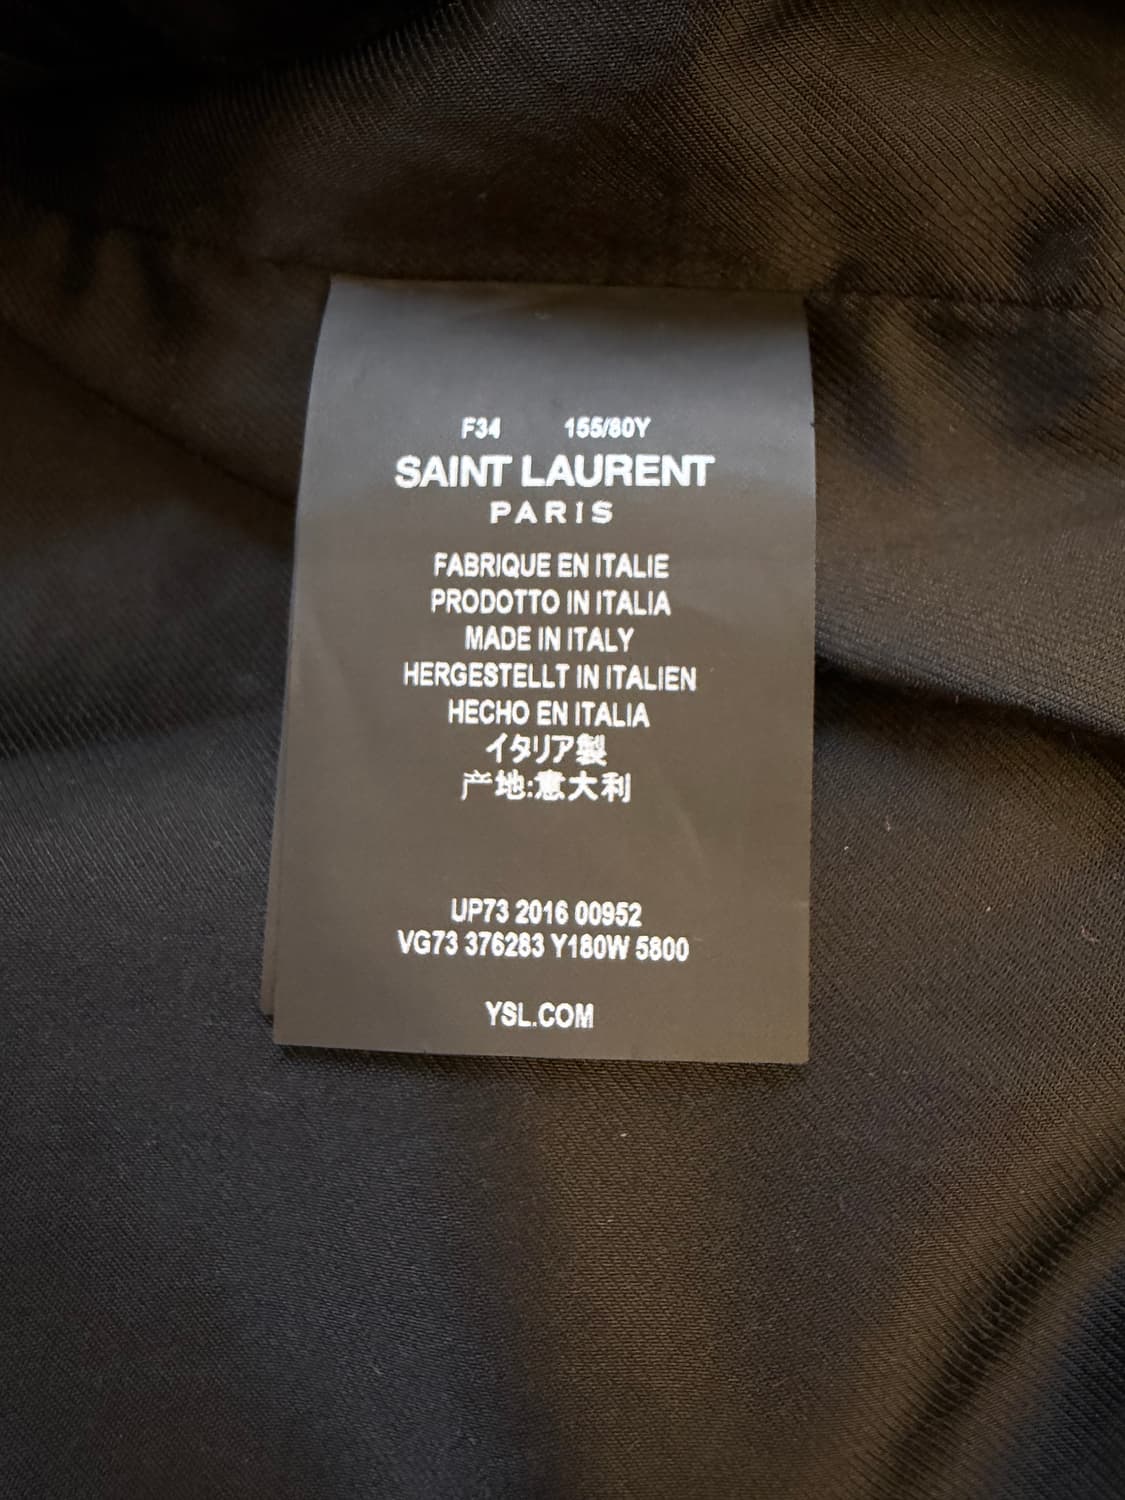 F34 155/80Y
SAINT LAURENT
PARIS
FABRIQUE EN ITALIE
PRODOTTO IN ITALIA
MADE IN ITALY
HERGESTELLT IN ITALIEN
HECHO EN ITALIA
イタリア製
产地:意大利
UP73 2016 00952
VG73 376283 Y180W 5800
YSL.COM